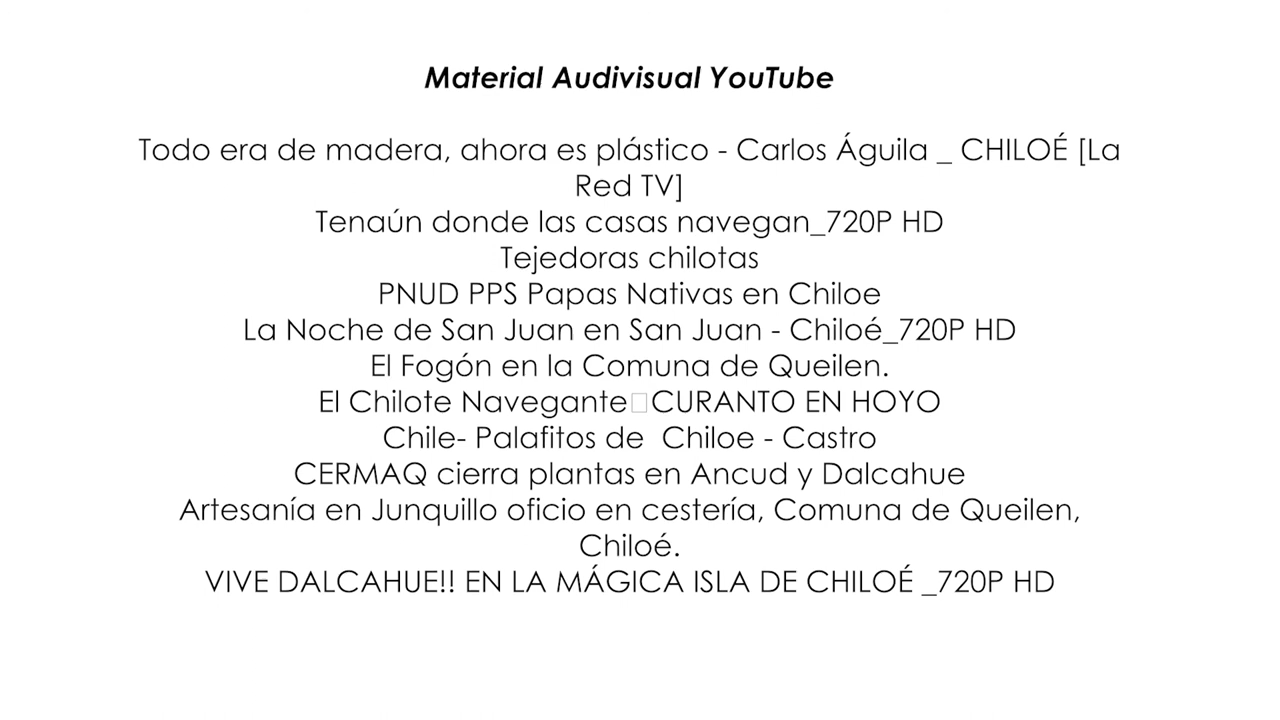 Material Audivisual YouTube
Todo era de madera, ahora es plástico - Carlos Águila _ CHILOÉ [La
Red TV]
Tenaún donde las casas navegan_720P HD
Tejedoras chilotas
PNUD PPS Papas Nativas en Chiloe
La Noche de San Juan en San Juan - Chiloé_720P HD
El Fogón en la Comuna de Queilen.
El Chilote Navegante□CURANTO EN HOYO
Chile- Palafitos de  Chiloe - Castro
CERMAQ cierra plantas en Ancud y Dalcahue
Artesanía en Junquillo oficio en cestería, Comuna de Queilen,
Chiloé.
VIVE DALCAHUE!! EN LA MÁGICA ISLA DE CHILOÉ _720P HD